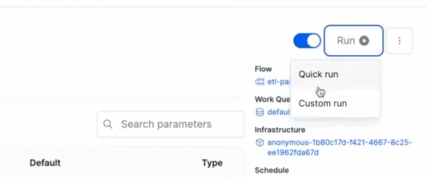 Run
Quick run
Custom run
Flow
etl-pa
Work Que
defaul
Infrastructure
anonymous-1b80c17d-f421-4667-8c25-
ee1962fda67d
Schedule
Search parameters
Default Type